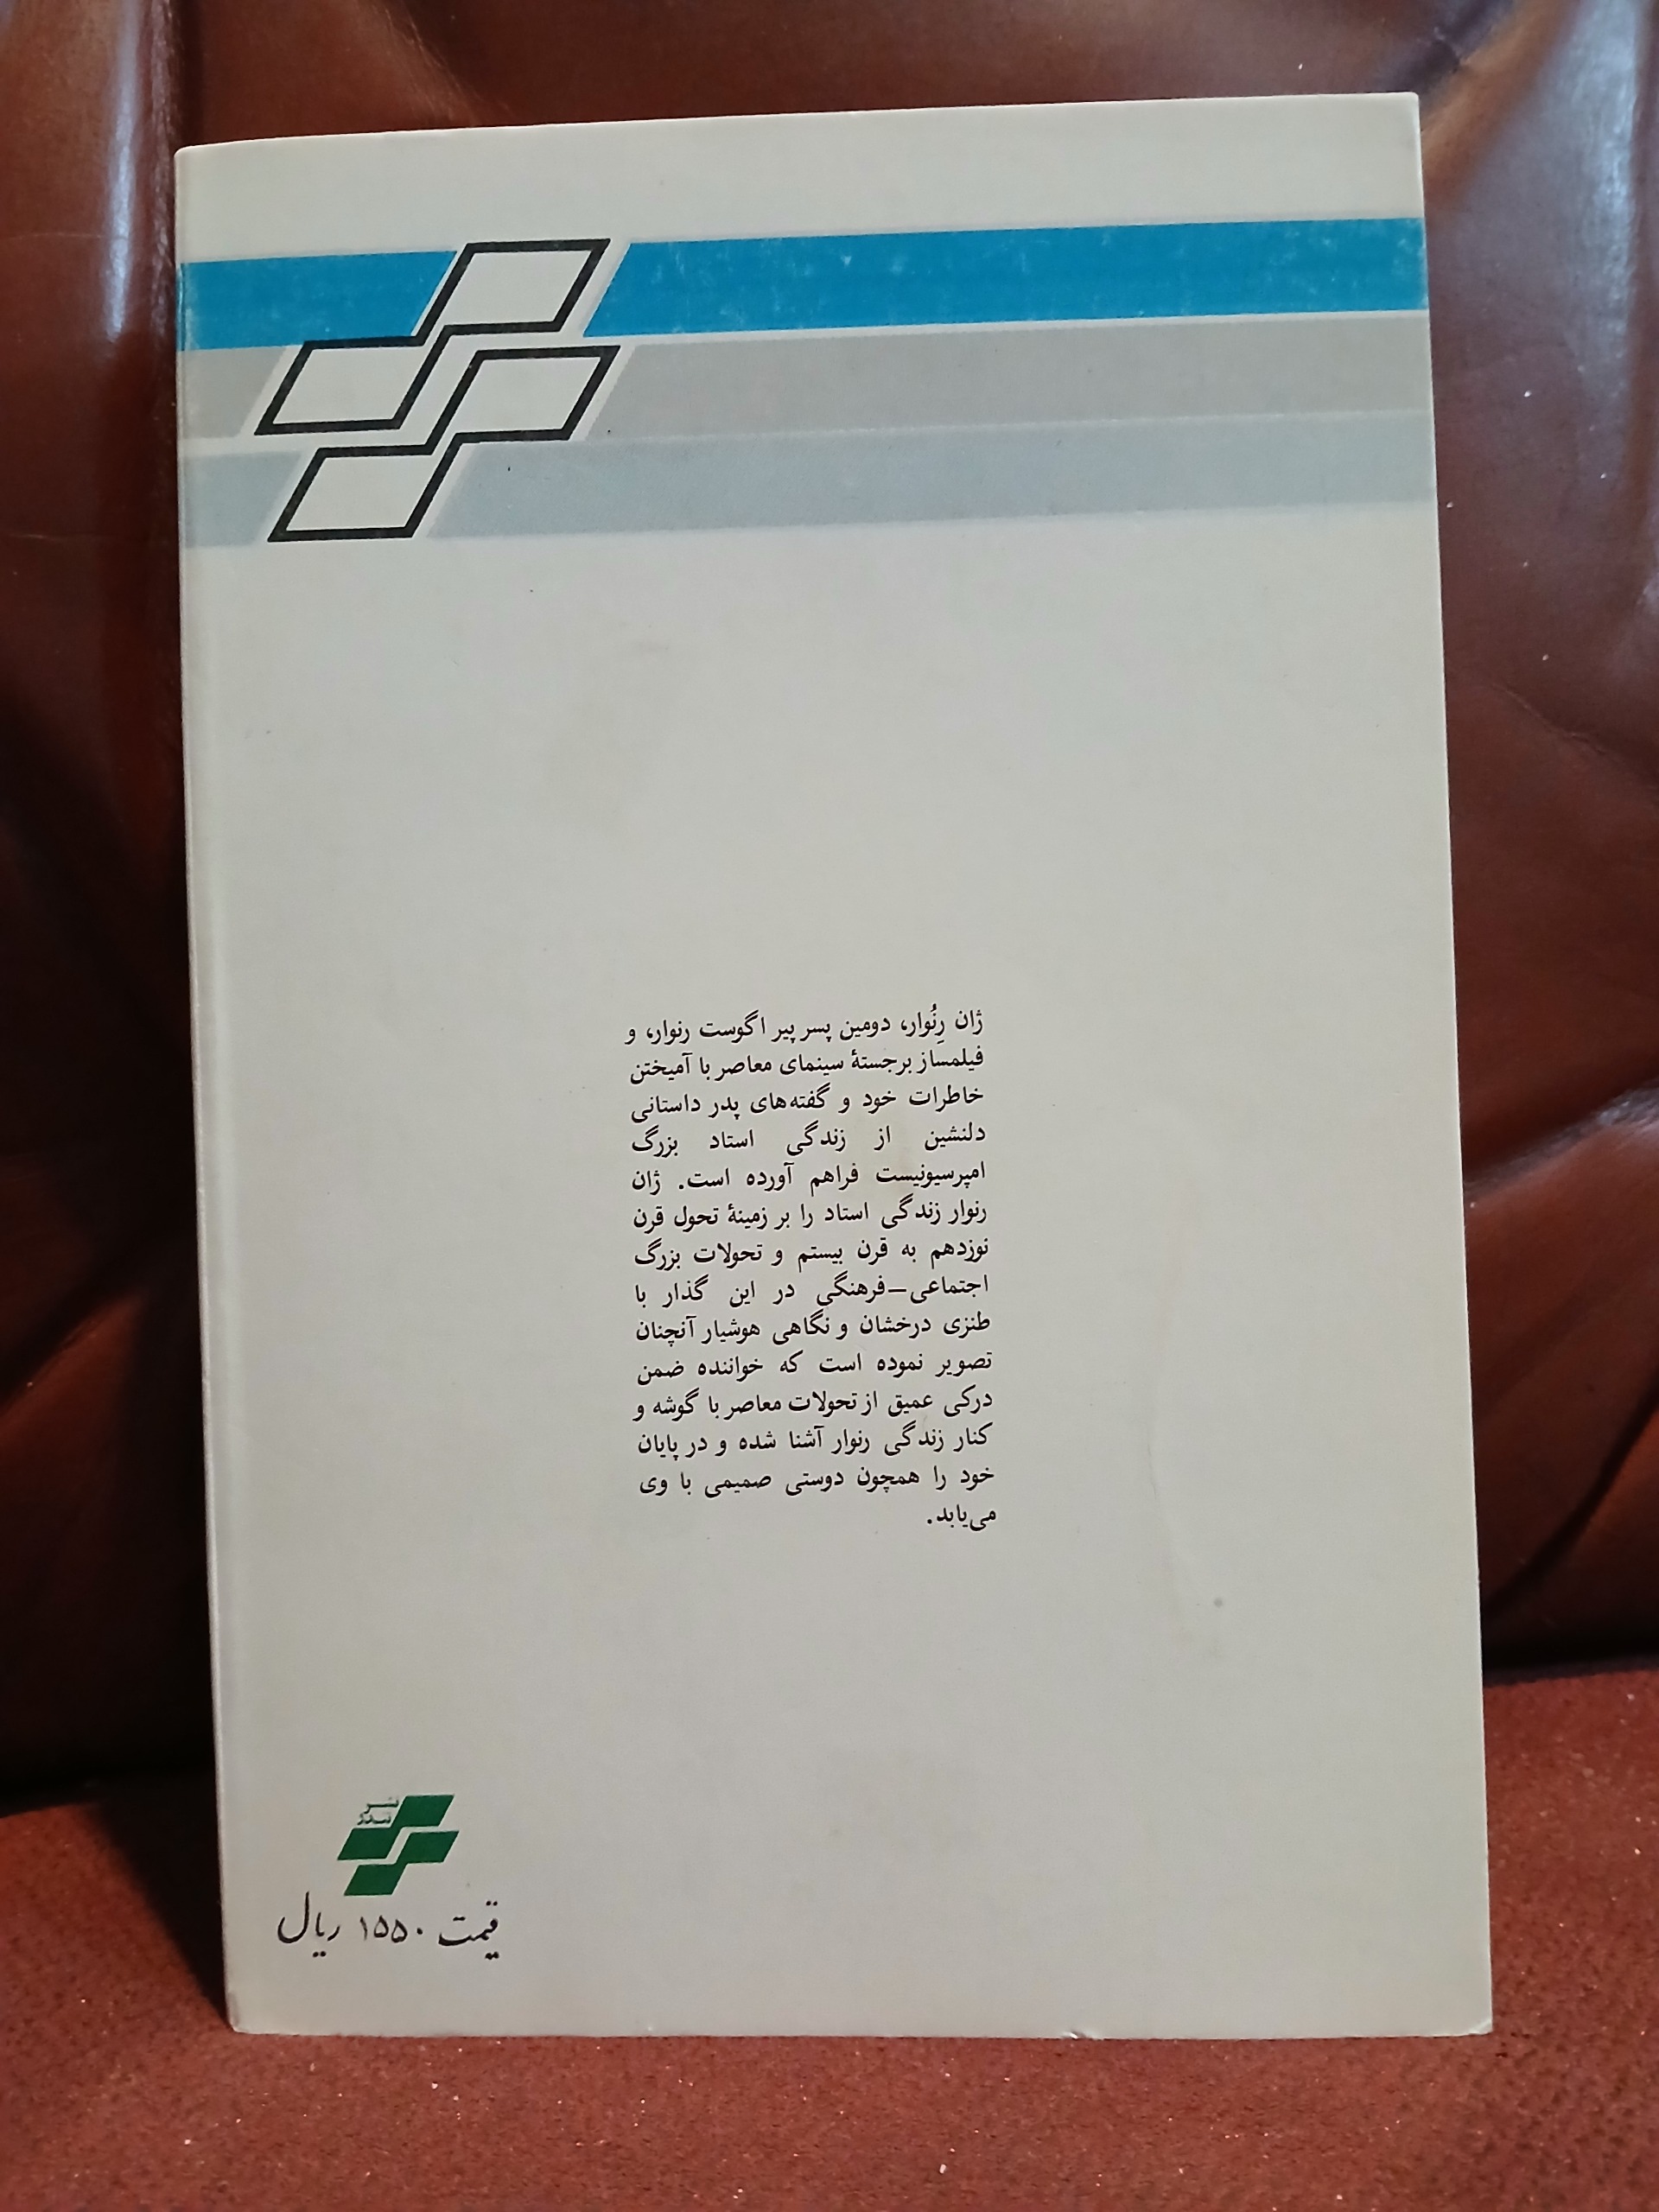 ژان رِنُوار، دومین پسر پیر اگوست رنوار، و
فیلمساز برجستهٔ سینمای معاصر با آمیختن
خاطرات خود و گفته‌های پدر داستانی
دلنشین از زندگی استاد بزرگ
امپرسیونیست فراهم آورده است. ژان
رنوار زندگی استاد را بر زمینهٔ تحول قرن
نوزدهم به قرن بیستم و تحولات بزرگ
اجتماعی–فرهنگی در این گذار با
طنزی درخشان و نگاهی هوشیار آنچنان
تصویر نموده است که خواننده ضمن
درکی عمیق از تحولات معاصر با گوشه و
کنار زندگی رنوار آشنا شده و در پایان
خود را همچون دوستی صمیمی با وی
می‌یابد.
نشر
قیمت ۱۵۵۰ ریال